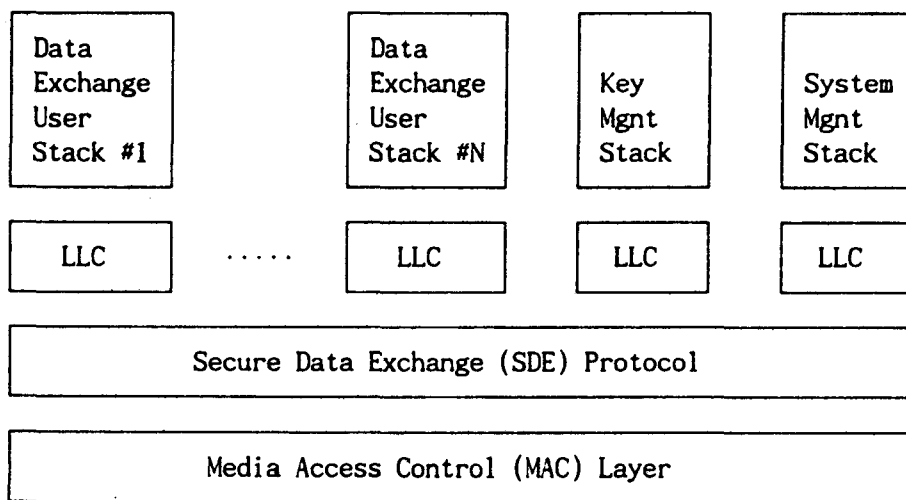 Data
Exchange
User
Stack #1
Data
Exchange
User
Stack #N
Key
Mgnt
Stack
System
Mgnt
Stack
LLC
.....
LLC
LLC
LLC
Secure Data Exchange (SDE) Protocol
Media Access Control (MAC) Layer